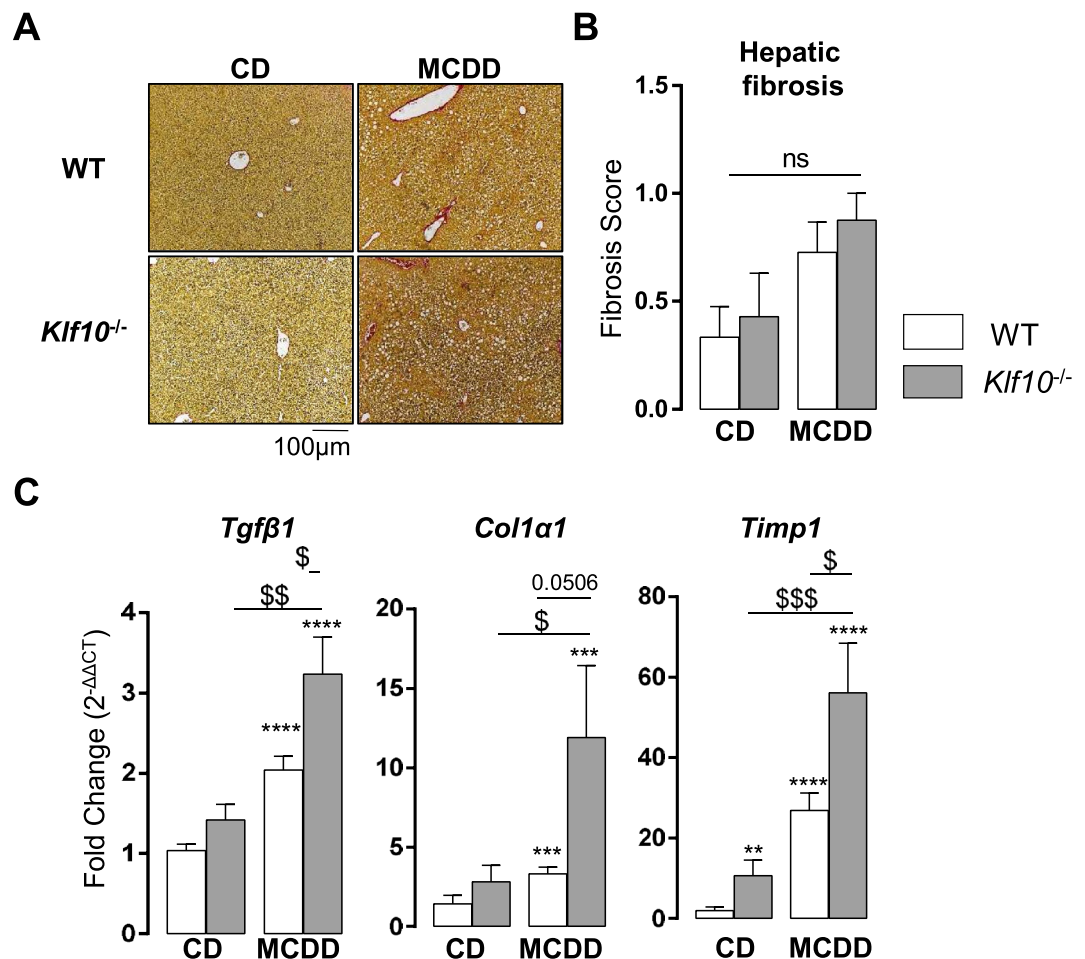 A
CD
MCDD
WT
Klf10-/-
100µm
B
Hepatic
fibrosis
Fibrosis Score
1.5
1.0
0.5
0.0
ns
CD
MCDD
WT
Klf10-/-
C
Tgfβ1
Fold Change (2-ΔΔCT)
4
3
2
1
0
$
$$
****
****
CD
MCDD
Col1α1
20
15
10
5
0
0.0506
$
***
***
CD
MCDD
Timp1
80
60
40
20
0
$
$$$
****
****
**
CD
MCDD